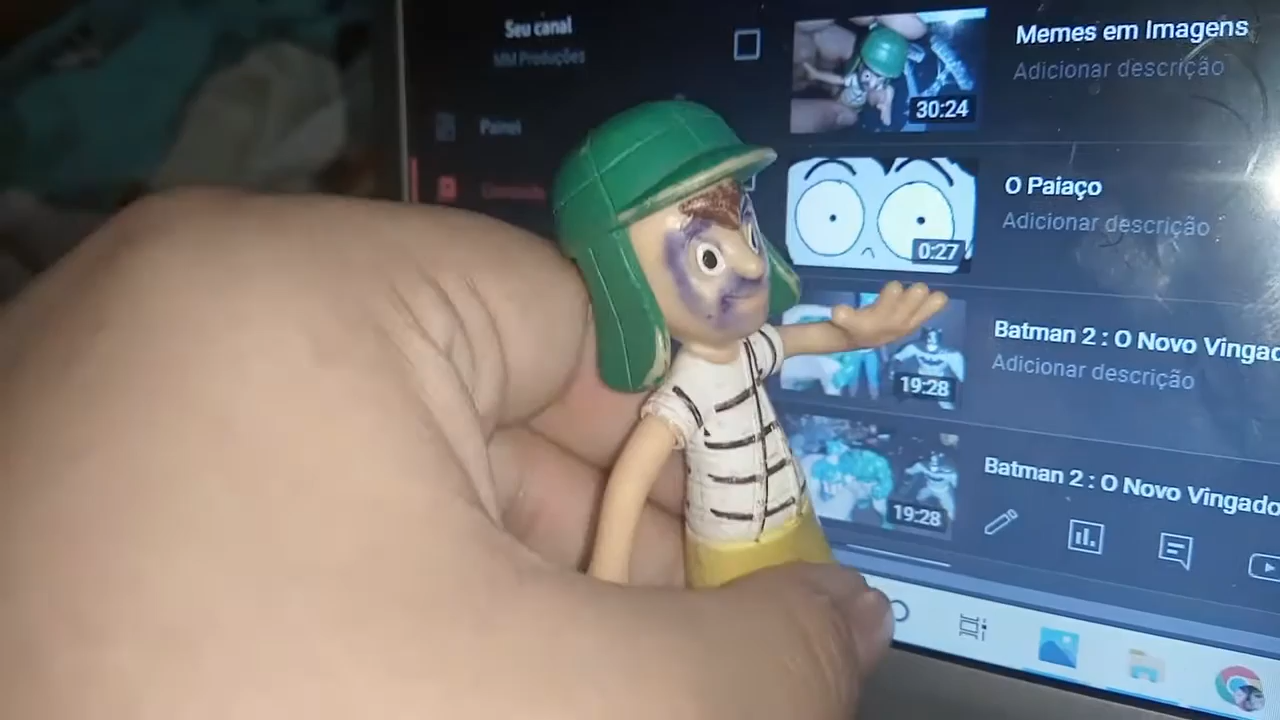 Seu canal
MM Produções
Painel
Conteúdo
30:24
Memes em Imagens
Adicionar descrição
0:27
O Paiaço
Adicionar descrição
19:28
Batman 2 : O Novo Vingad
Adicionar descrição
19:28
Batman 2 : O Novo Vingado